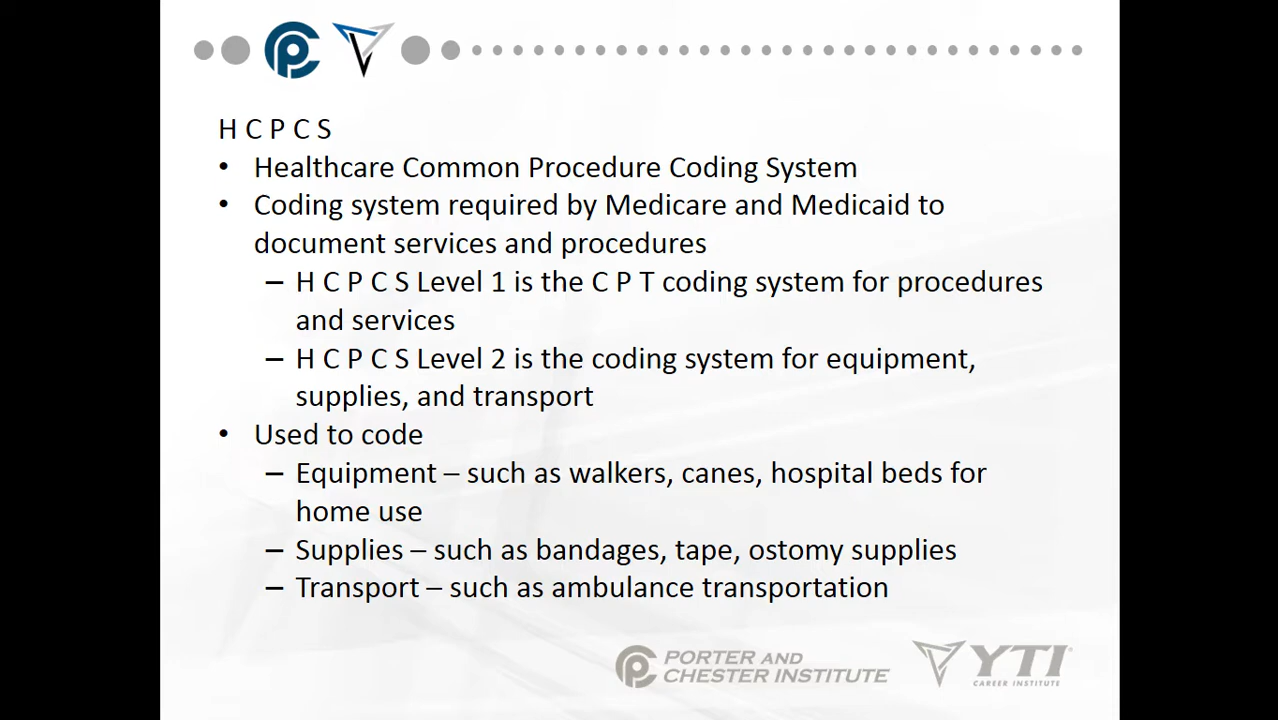 H C P C S
• Healthcare Common Procedure Coding System
• Coding system required by Medicare and Medicaid to
document services and procedures
– H C P C S Level 1 is the C P T coding system for procedures
and services
– H C P C S Level 2 is the coding system for equipment,
supplies, and transport
• Used to code
– Equipment – such as walkers, canes, hospital beds for
home use
– Supplies – such as bandages, tape, ostomy supplies
– Transport – such as ambulance transportation
PORTER AND
CHESTER INSTITUTE
YTI
CAREER INSTITUTE